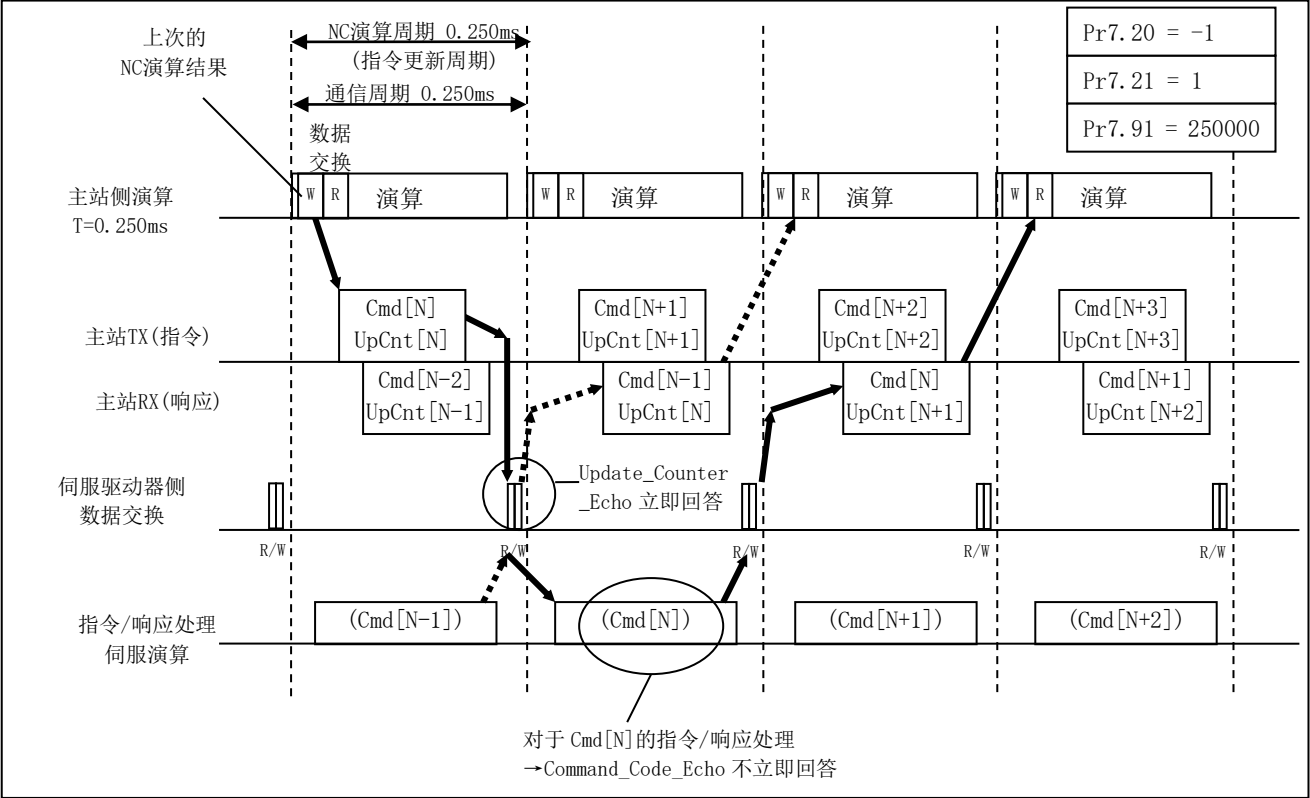 上次的
NC演算结果
NC演算周期 0.250ms
(指令更新周期)
通信周期 0.250ms
Pr7.20 = -1
Pr7.21 = 1
Pr7.91 = 250000
数据
交换
主站侧演算
T=0.250ms
W R 演算
W R 演算
W R 演算
W R 演算
主站TX(指令)
Cmd[N]
UpCnt[N]
Cmd[N+1]
UpCnt[N+1]
Cmd[N+2]
UpCnt[N+2]
Cmd[N+3]
UpCnt[N+3]
主站RX(响应)
Cmd[N-2]
UpCnt[N-1]
Cmd[N-1]
UpCnt[N]
Cmd[N]
UpCnt[N+1]
Cmd[N+1]
UpCnt[N+2]
伺服驱动器侧
数据交换
Update_Counter
_Echo 立即回答
R/W R/W R/W R/W R/W
指令/响应处理
伺服演算
(Cmd[N-1]) (Cmd[N]) (Cmd[N+1]) (Cmd[N+2])
对于 Cmd[N]的指令/响应处理
→Command_Code_Echo 不立即回答